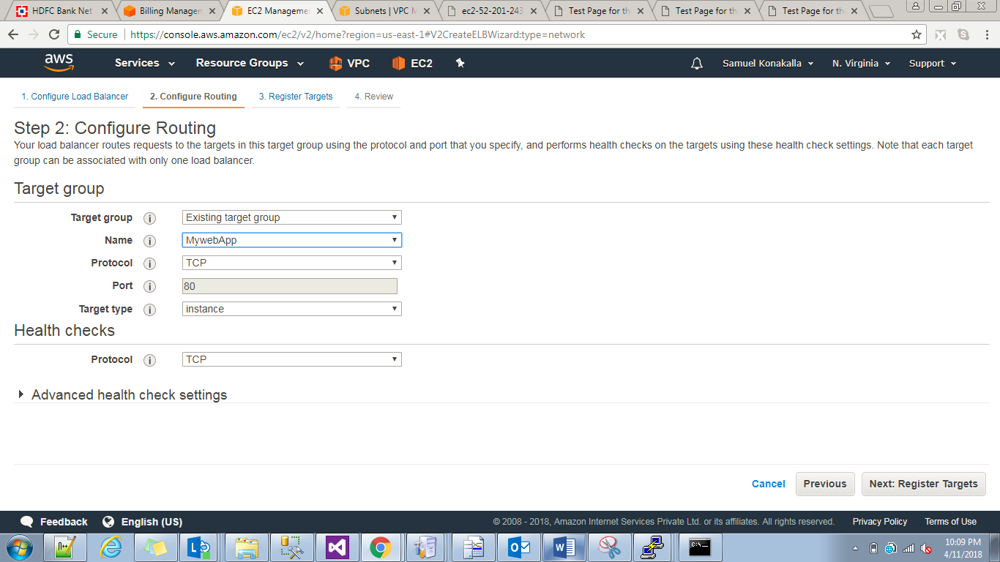 HDFC Bank Net
Billing Managem
EC2 Managemen
Subnets | VPC M
ec2-52-201-243
Test Page for th
Test Page for th
Test Page for th
Secure
https://console.aws.amazon.com/ec2/v2/home?region=us-east-1#V2CreateELBWizard:type=network
aws
Services
Resource Groups
VPC
EC2
Samuel Konakalla
N. Virginia
Support
1. Configure Load Balancer
2. Configure Routing
3. Register Targets
4. Review
Step 2: Configure Routing
Your load balancer routes requests to the targets in this target group using the protocol and port that you specify, and performs health checks on the targets using these health check settings. Note that each target
group can be associated with only one load balancer.
Target group
Target group i Existing target group
Name i MywebApp
Protocol i TCP
Port i 80
Target type i instance
Health checks
Protocol i TCP
Advanced health check settings
Cancel
Previous
Next: Register Targets
Feedback
English (US)
© 2008 - 2018, Amazon Internet Services Private Ltd. or its affiliates. All rights reserved.
Privacy Policy
Terms of Use
10:09 PM
4/11/2018